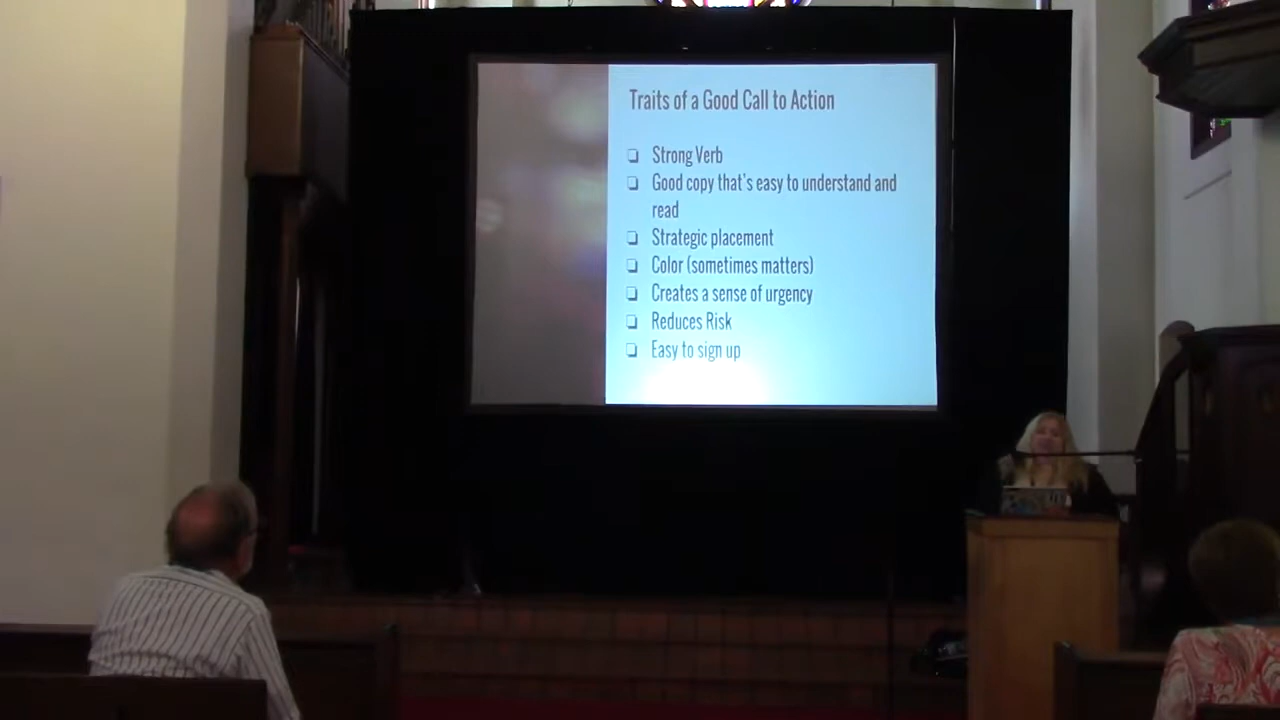 Traits of a Good Call to Action
❏ Strong Verb
❏ Good copy that's easy to understand and
read
❏ Strategic placement
❏ Color (sometimes matters)
❏ Creates a sense of urgency
❏ Reduces Risk
❏ Easy to sign up